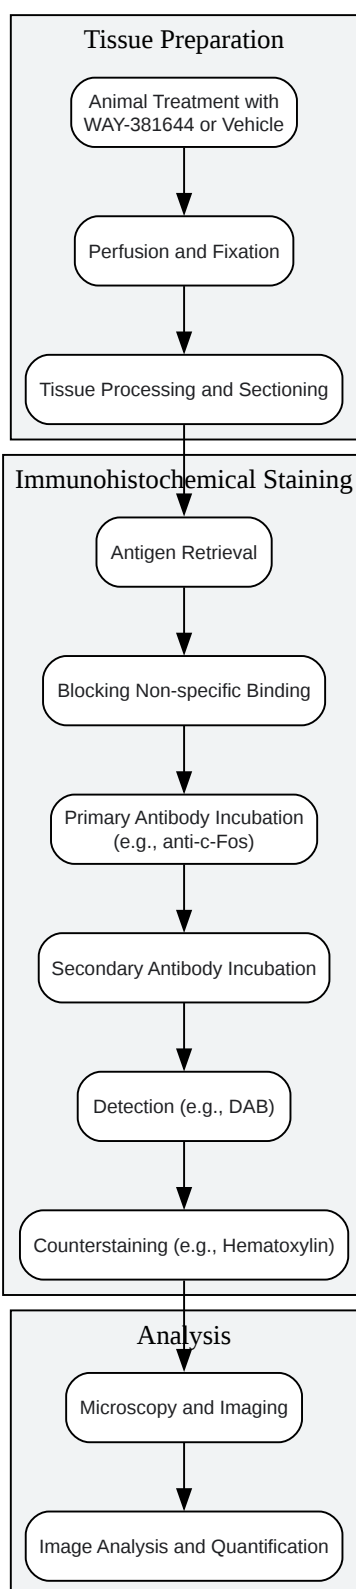 Tissue Preparation
Animal Treatment with
WAY-381644 or Vehicle
Perfusion and Fixation
Tissue Processing and Sectioning
Immunohistochemical Staining
Antigen Retrieval
Blocking Non-specific Binding
Primary Antibody Incubation
(e.g., anti-c-Fos)
Secondary Antibody Incubation
Detection (e.g., DAB)
Counterstaining (e.g., Hematoxylin)
Analysis
Microscopy and Imaging
Image Analysis and Quantification